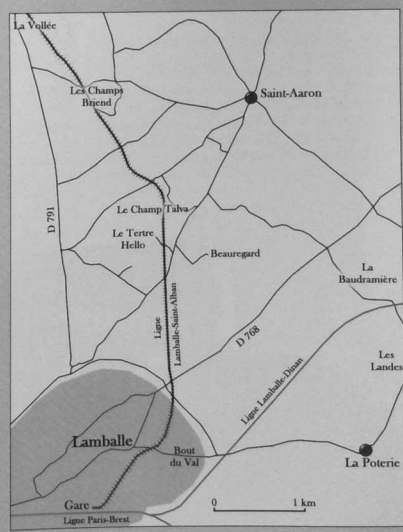 La Vollée
Les Champs
Briend
Saint-Aaron
D 791
Le Champ Talva
Le Tertre
Hello
Beauregard
La
Baudramière
Ligne
Lamballe-Saint-Alban
D 768
Ligne Lamballe-Dinan
Les
Landes
Lamballe
Bout
du Val
La Poterie
Gare
0 1 km
Ligne Paris-Brest